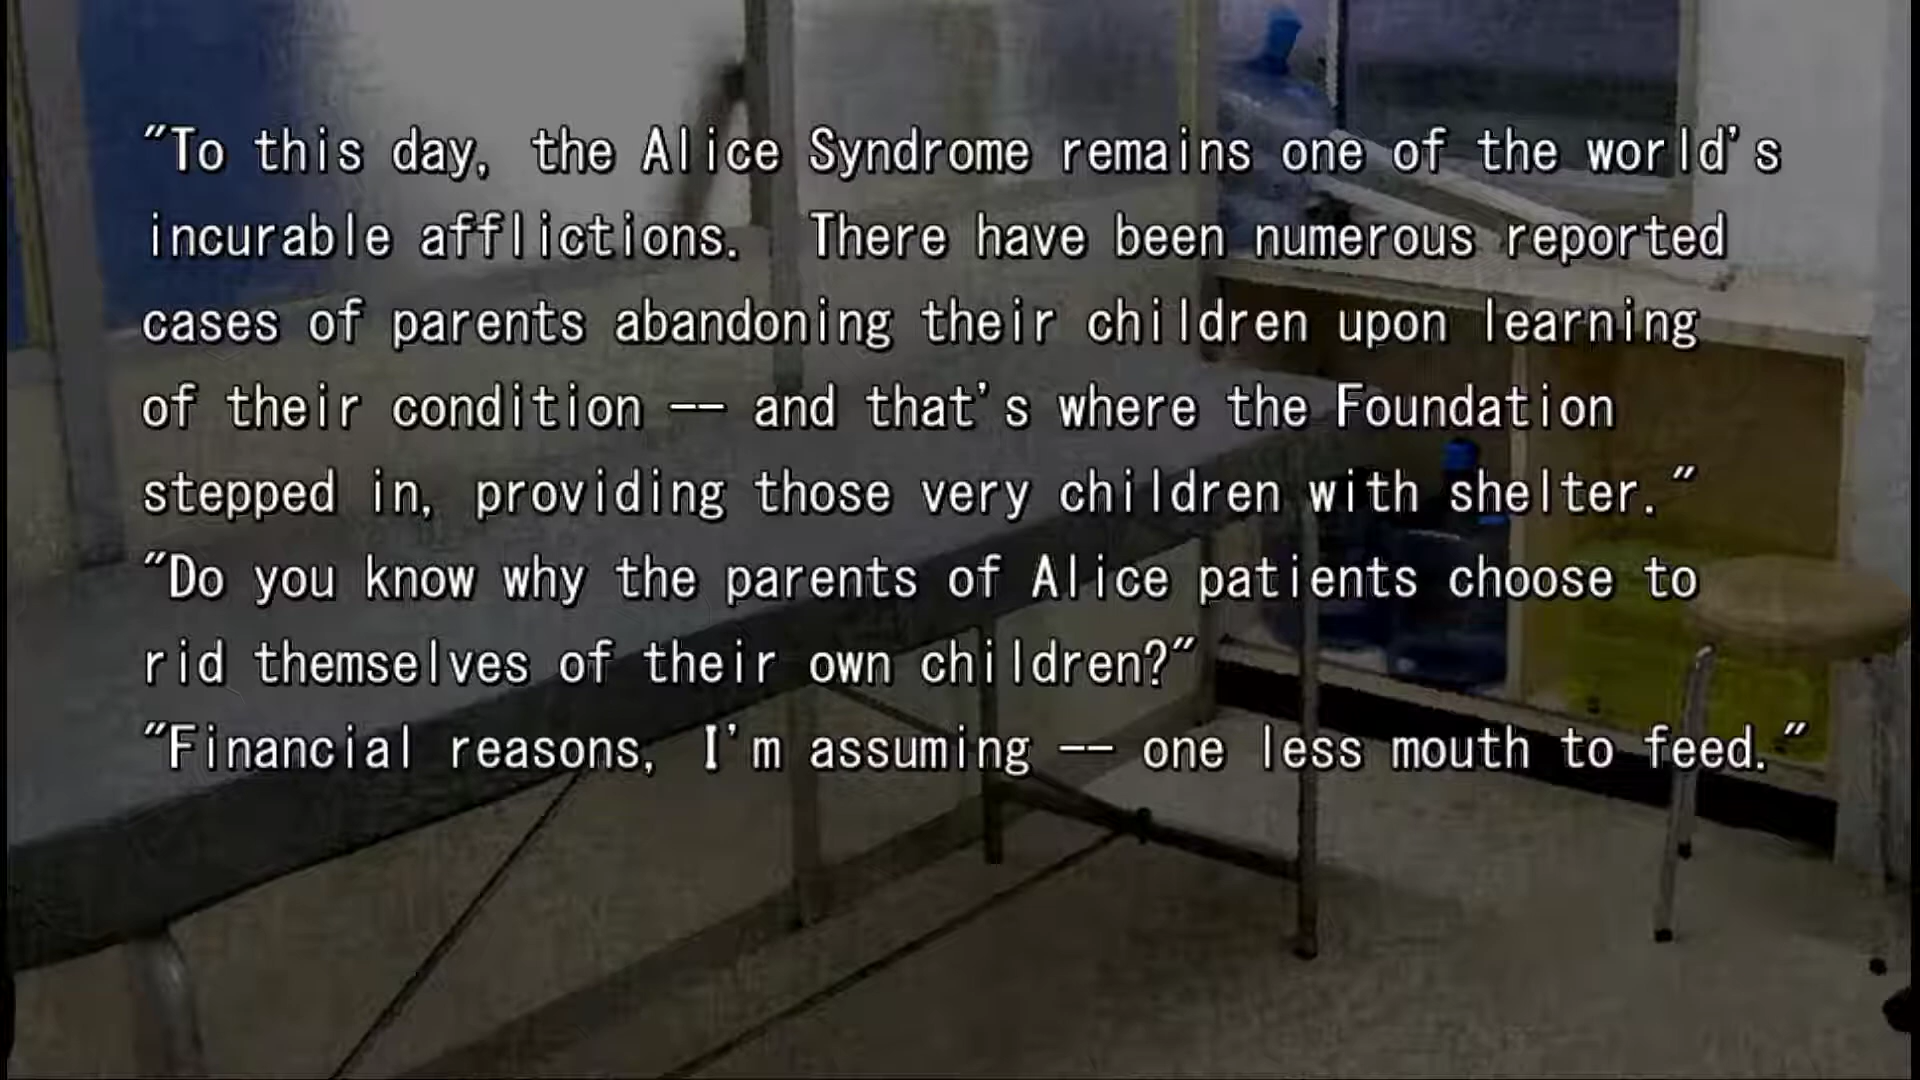 "To this day, the Alice Syndrome remains one of the world's
incurable afflictions.  There have been numerous reported
cases of parents abandoning their children upon learning
of their condition -- and that's where the Foundation
stepped in, providing those very children with shelter."
"Do you know why the parents of Alice patients choose to
rid themselves of their own children?"
"Financial reasons, I'm assuming -- one less mouth to feed."